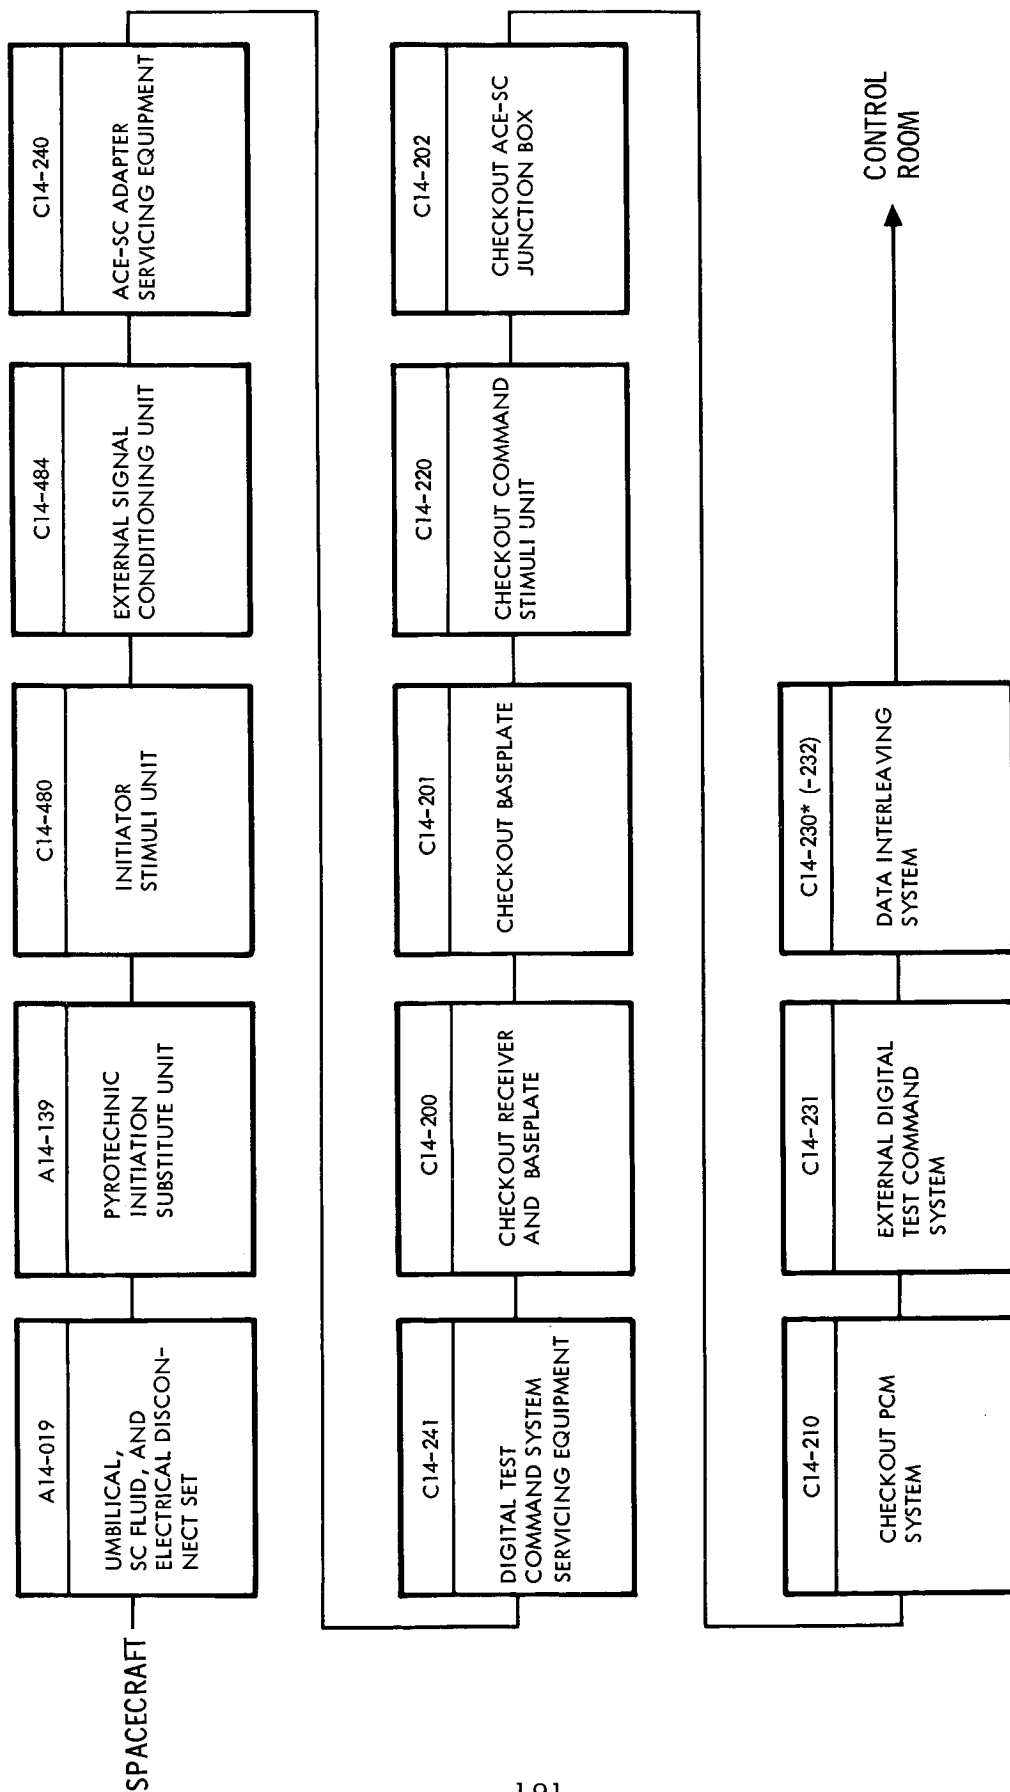 SPACECRAFT
A14-019
UMBILICAL,
SC FLUID, AND
ELECTRICAL DISCON-
NECT SET
A14-139
PYROTECHNIC
INITIATION
SUBSTITUTE UNIT
C14-480
INITIATOR
STIMULI UNIT
C14-484
EXTERNAL SIGNAL
CONDITIONING UNIT
C14-240
ACE-SC ADAPTER
SERVICING EQUIPMENT
C14-241
DIGITAL TEST
COMMAND SYSTEM
SERVICING EQUIPMENT
C14-200
CHECKOUT RECEIVER
AND BASEPLATE
C14-201
CHECKOUT BASEPLATE
C14-220
CHECKOUT COMMAND
STIMULI UNIT
C14-202
CHECKOUT ACE-SC
JUNCTION BOX
C14-210
CHECKOUT PCM
SYSTEM
C14-231
EXTERNAL DIGITAL
TEST COMMAND
SYSTEM
C14-230* (-232)
DATA INTERLEAVING
SYSTEM
CONTROL
ROOM